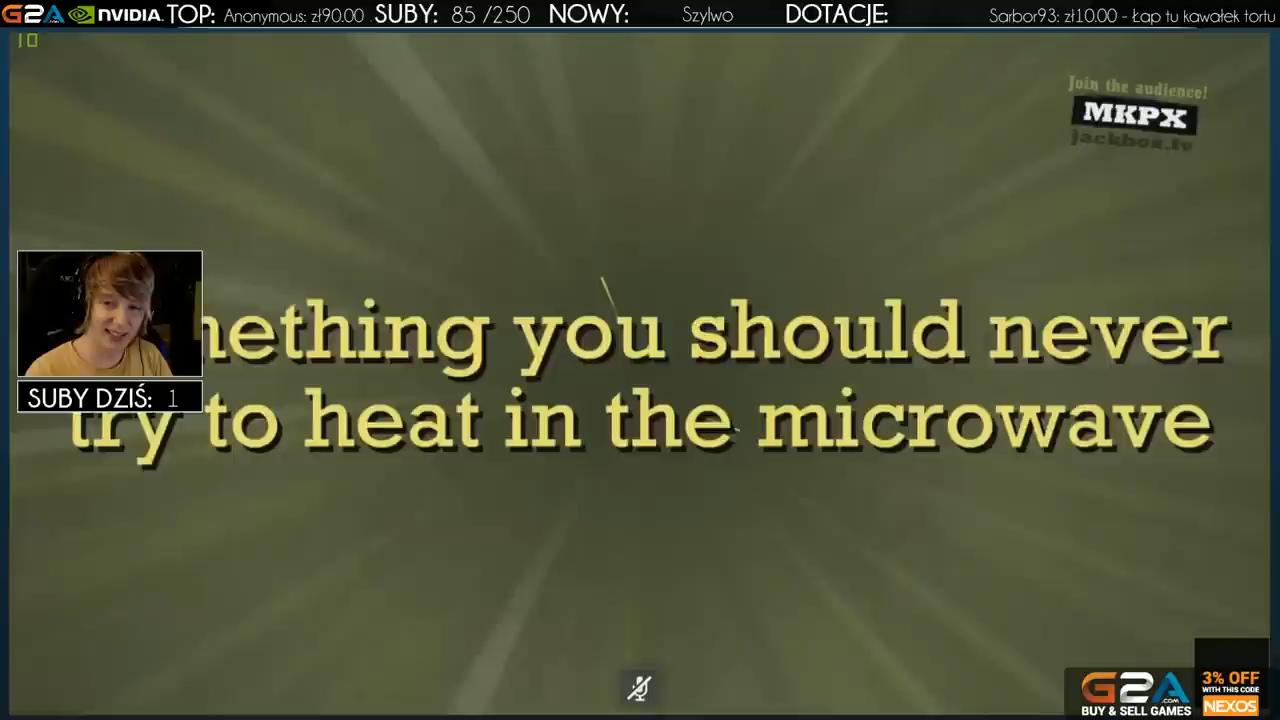 G2A.COM NVIDIA. TOP: Anonymous: zł90.00 SUBY: 85 /250 NOWY: Szylwo DOTACJE: Sarbor93: zł10.00 - Łap tu kawałek tortu
10
Join the audience!
MKPX
jackbox.tv
mething you should never
try to heat in the microwave
SUBY DZIŚ: 1
G2A.COM
BUY & SELL GAMES
3% OFF
WITH THIS CODE
NEXOS